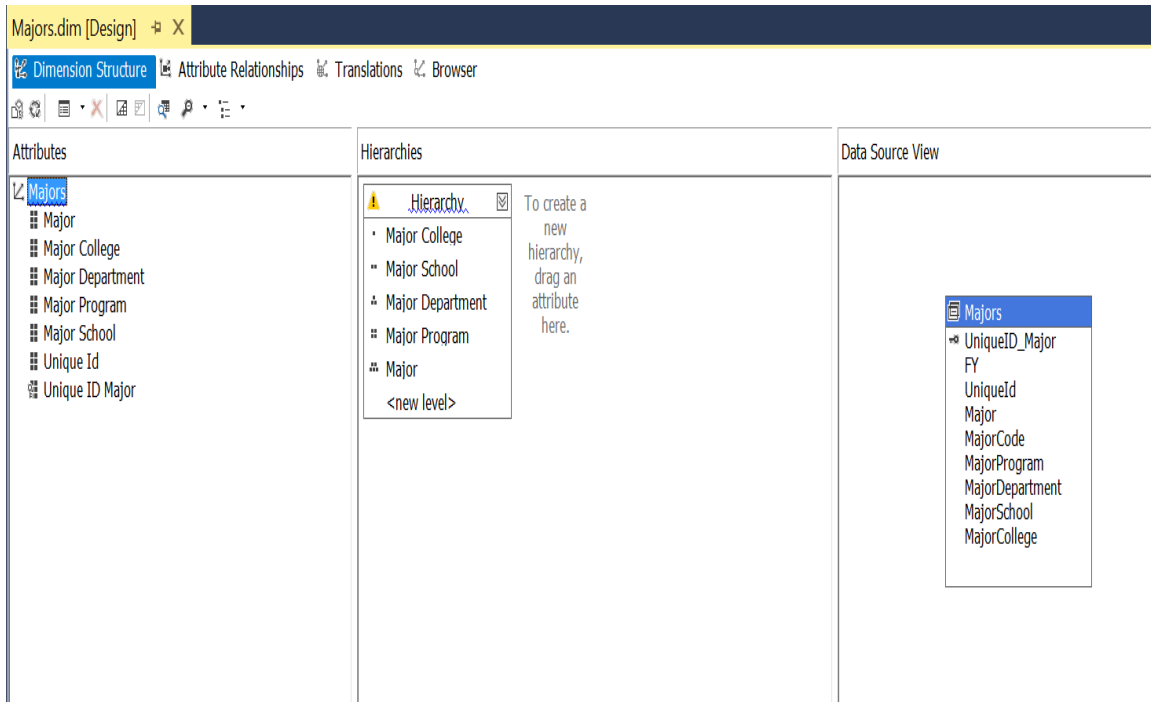 Majors.dim [Design]
Dimension Structure Attribute Relationships Translations Browser
Attributes
Majors
Major
Major College
Major Department
Major Program
Major School
Unique Id
Unique ID Major
Hierarchies
Hierarchy
Major College
Major School
Major Department
Major Program
Major
<new level>
To create a
new
hierarchy,
drag an
attribute
here.
Data Source View
Majors
UniqueID_Major
FY
UniqueId
Major
MajorCode
MajorProgram
MajorDepartment
MajorSchool
MajorCollege